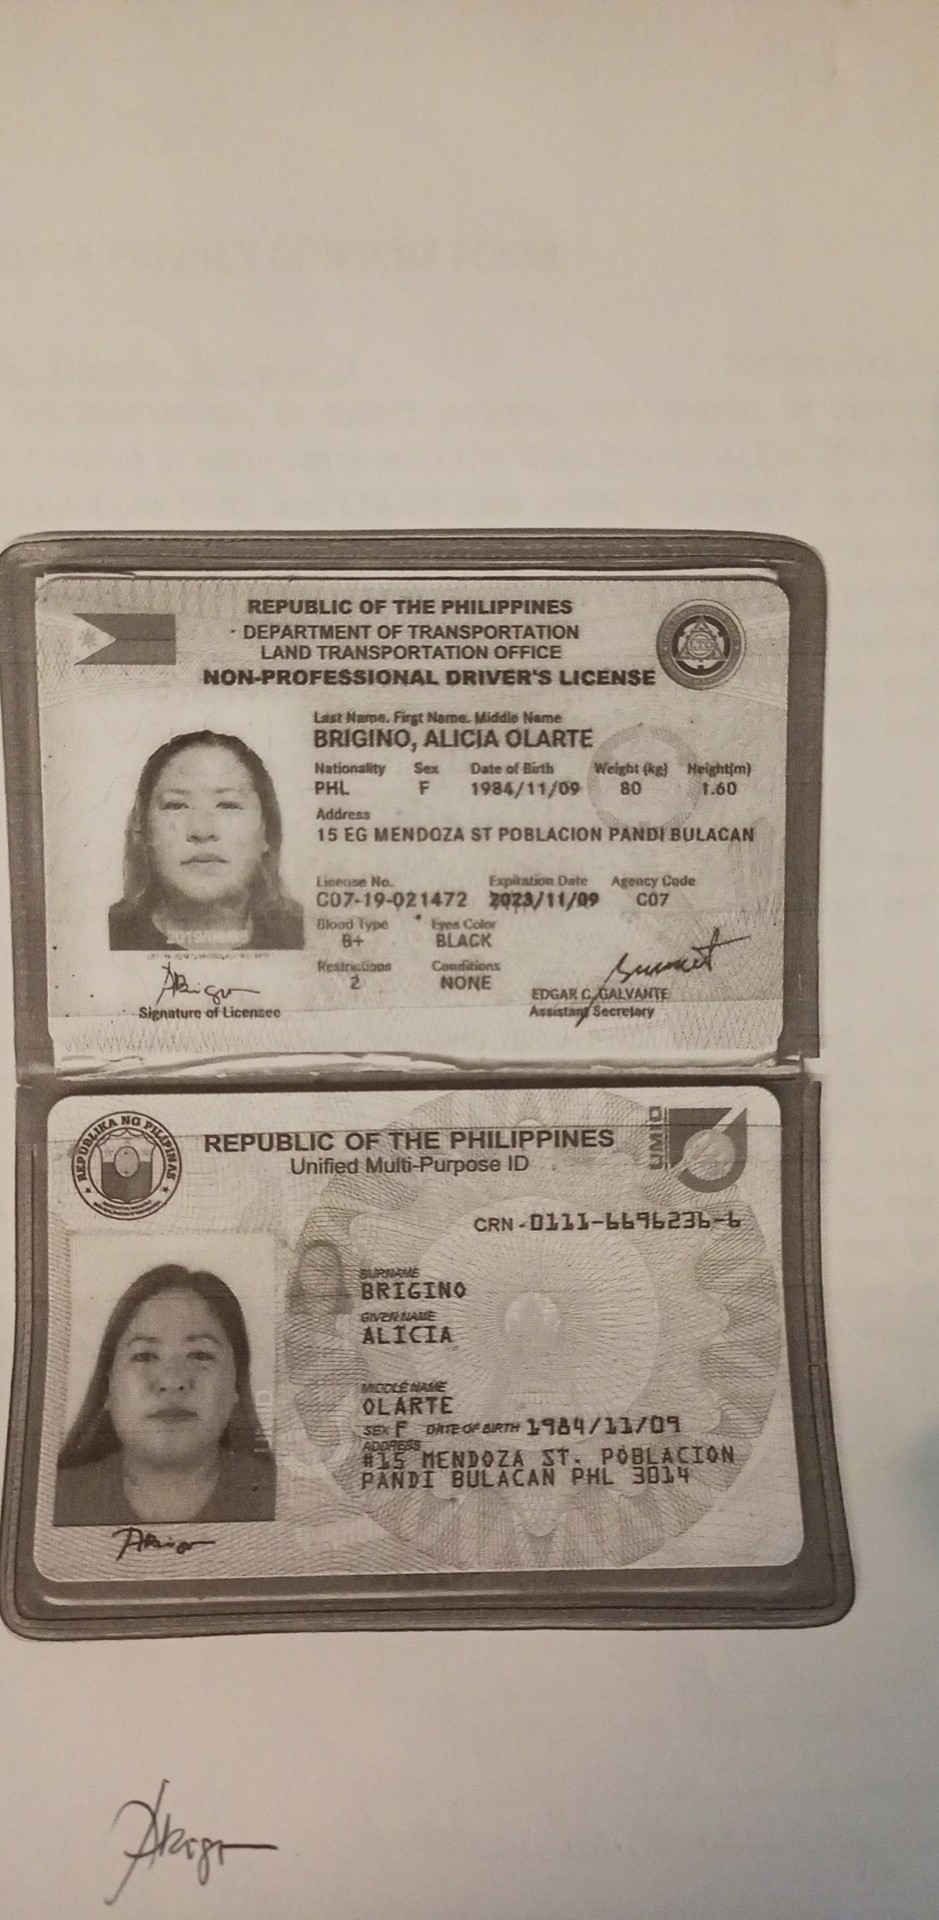 DATA PRIVACY CONSENT FORM
REPUBLIC OF THE PHILIPPINES
DEPARTMENT OF TRANSPORTATION
LAND TRANSPORTATION OFFICE
NON-PROFESSIONAL DRIVER'S LICENSE
Last Name. First Name. Middle Name
BRIGINO, ALICIA OLARTE
Nationality Sex Date of Birth Weight (kg) Height(m)
PHL F 1984/11/09 80 1.60
Address
15 EG MENDOZA ST POBLACION PANDI BULACAN
License No. Expiration Date Agency Code
C07-19-021472 2023/11/09 C07
Blood Type Eyes Color
B+ BLACK
Restrictions Conditions
2 NONE
EDGAR C. GALVANTE
Signature of Licensee Assistant Secretary
REPUBLIKA NG PILIPINAS
REPUBLIC OF THE PHILIPPINES
Unified Multi-Purpose ID
UMID
CRN-0111-6696236-6
SURNAME
BRIGINO
GIVEN NAME
ALICIA
MIDDLE NAME
OLARTE
SEX F DATE OF BIRTH 1984/11/09
ADDRESS
#15 MENDOZA ST. POBLACION
PANDI BULACAN PHL 3014